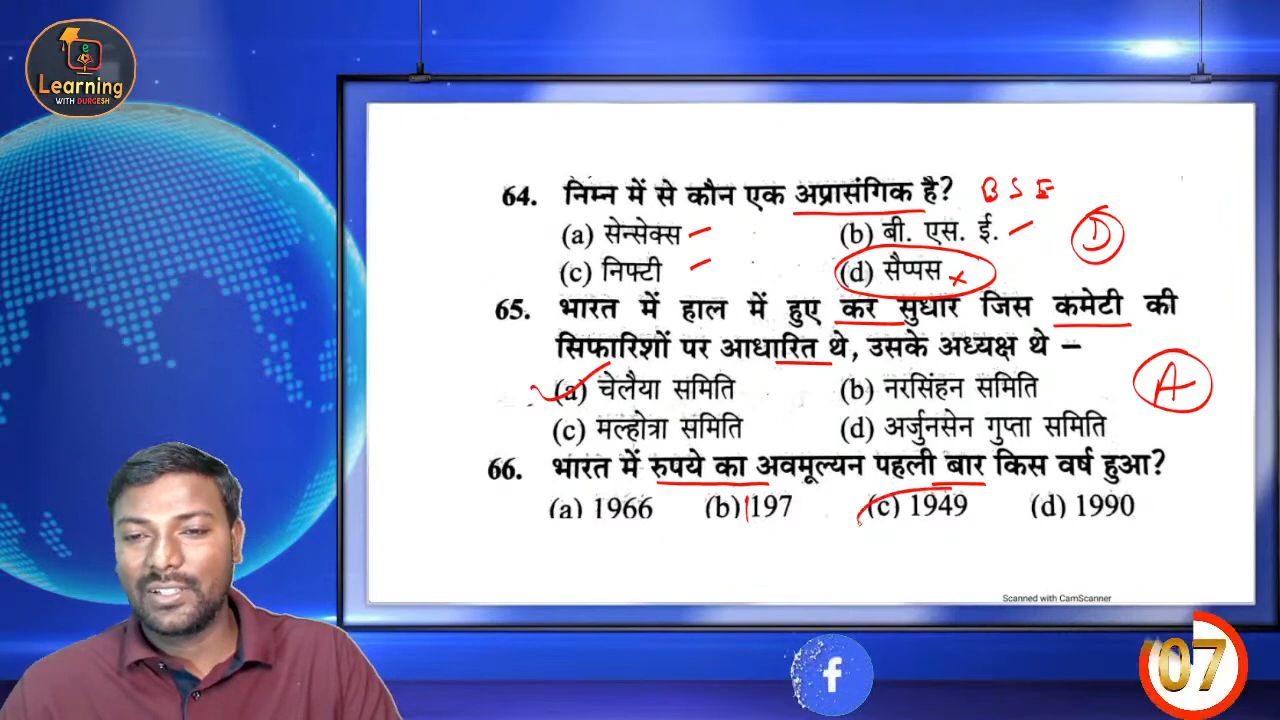 e
Learning
WITH DURGESH
64. निम्न में से कौन एक अप्रासंगिक है? BSE
(a) सेन्सेक्स (b) बी. एस. ई. D
(c) निफ्टी (d) सैप्पस ×
65. भारत में हाल में हुए कर सुधार जिस कमेटी की
सिफारिशों पर आधारित थे, उसके अध्यक्ष थे –
(a) चेलैया समिति (b) नरसिंहन समिति A
(c) मल्होत्रा समिति (d) अर्जुनसेन गुप्ता समिति
66. भारत में रुपये का अवमूल्यन पहली बार किस वर्ष हुआ?
(a) 1966 (b) 197 (c) 1949 (d) 1990
Scanned with CamScanner
f
07